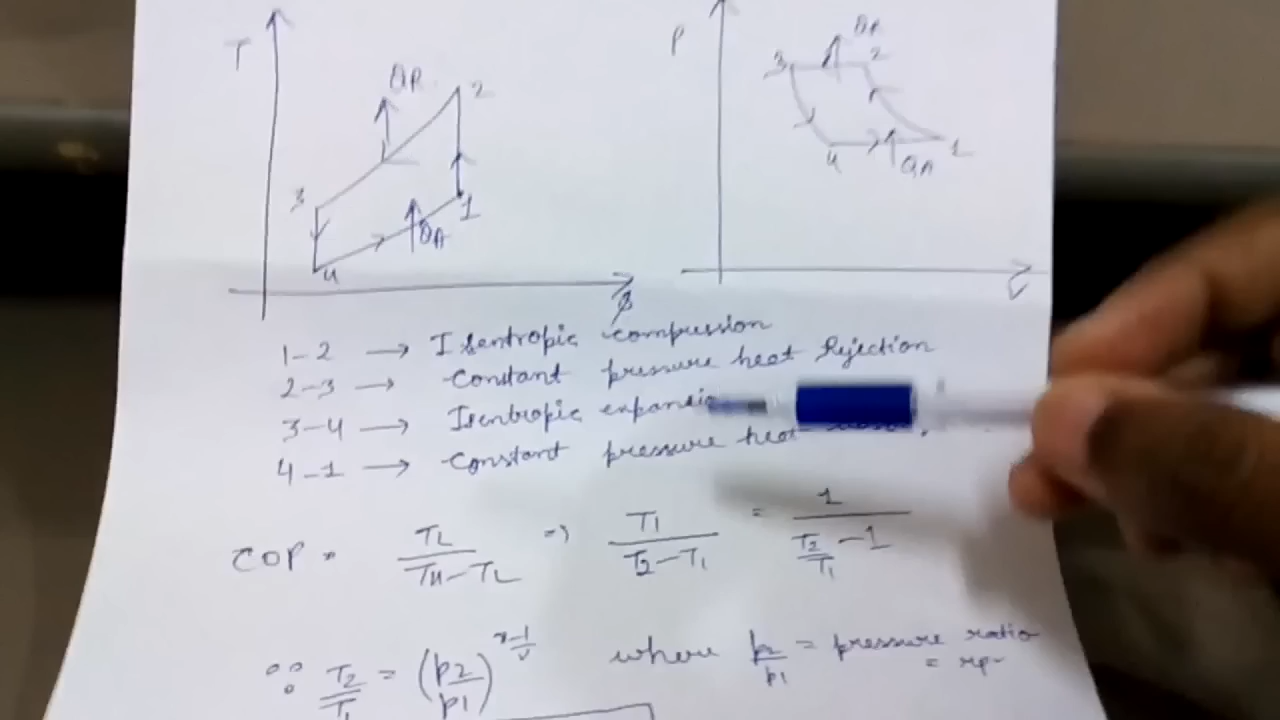 T
QR
2
3
1
QA
4
s
P
QR
3
2
4
1
QA
V
1-2 → Isentropic compression
2-3 → Constant pressure heat Rejection
3-4 → Isentropic
4-1 → Constant pressure heat
COP = TL/(TH-TL) => T1/(T2-T1) = 1/(T2/T1 -1)
∵ T2/T1 = (p2/p1)^(γ-1/γ) where p2/p1 = pressure ratio
= rp